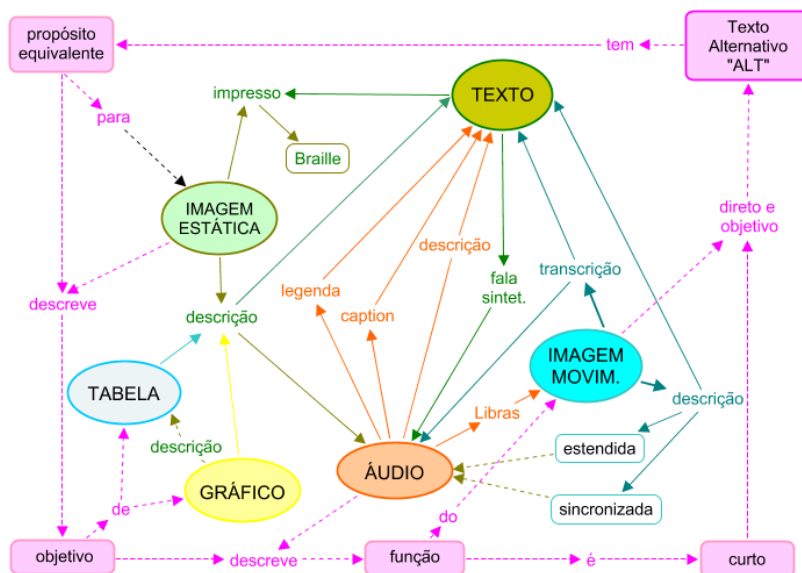 propósito
equivalente
tem
Texto
Alternativo
"ALT"
impresso
TEXTO
para
Braille
IMAGEM
ESTÁTICA
direto e
objetivo
descrição
fala
sintet.
transcrição
descreve
legenda
caption
descrição
IMAGEM
MOVIM.
TABELA
Libras
descrição
descrição
estendida
ÁUDIO
GRÁFICO
sincronizada
de
do
objetivo
descreve
função
é
curto